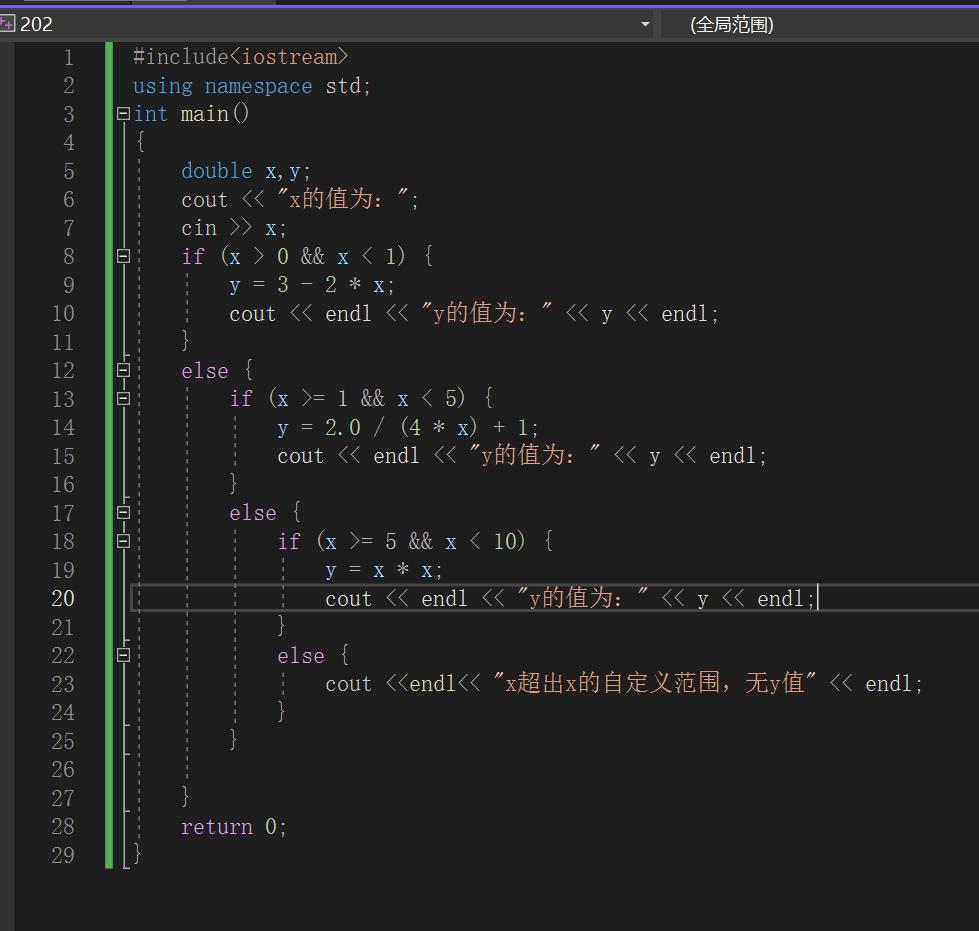 202 (全局范围)
1 #include<iostream>
2 using namespace std;
3 int main()
4 {
5 double x,y;
6 cout << "x的值为：";
7 cin >> x;
8 if (x > 0 && x < 1) {
9 y = 3 - 2 * x;
10 cout << endl << "y的值为：" << y << endl;
11 }
12 else {
13 if (x >= 1 && x < 5) {
14 y = 2.0 / (4 * x) + 1;
15 cout << endl << "y的值为：" << y << endl;
16 }
17 else {
18 if (x >= 5 && x < 10) {
19 y = x * x;
20 cout << endl << "y的值为：" << y << endl;
21 }
22 else {
23 cout <<endl<< "x超出x的自定义范围，无y值" << endl;
24 }
25 }
26
27 }
28 return 0;
29 }